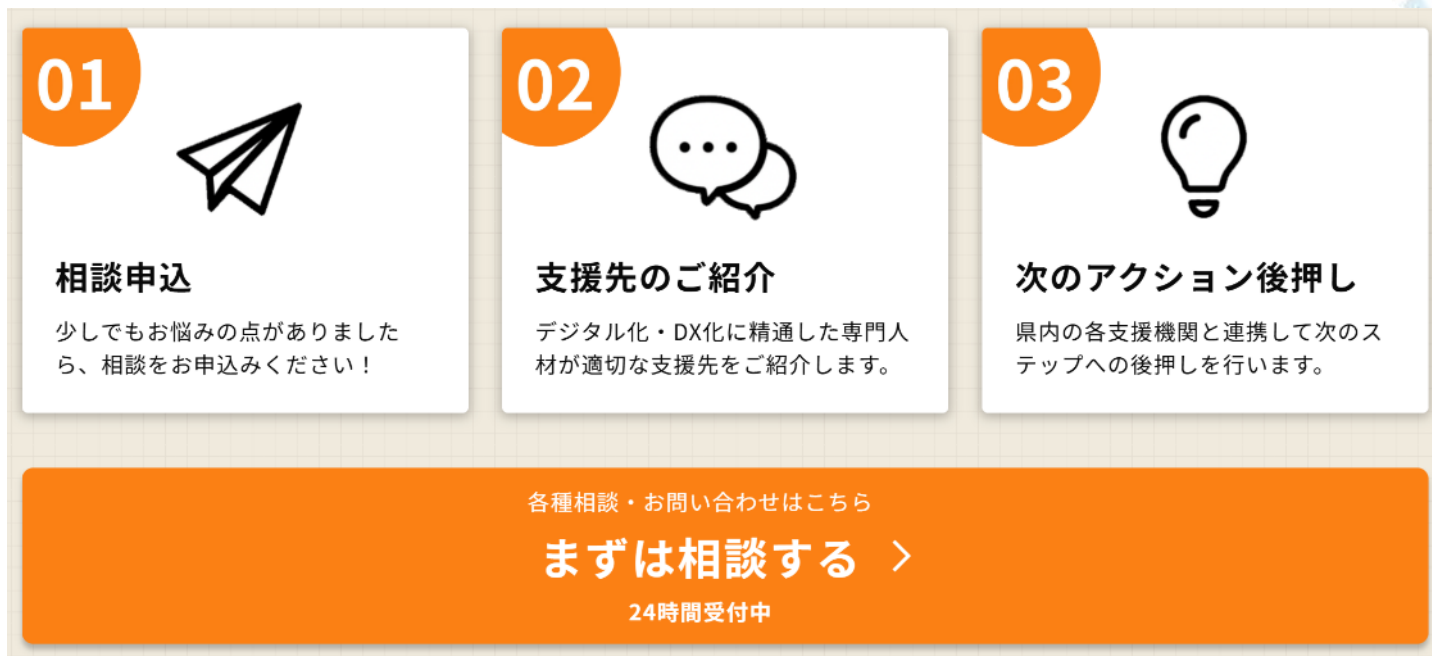 01
相談申込
少しでもお悩みの点がありました
ら、相談をお申込みください！
02
支援先のご紹介
デジタル化・DX化に精通した専門人
材が適切な支援先をご紹介します。
03
次のアクション後押し
県内の各支援機関と連携して次のス
テップへの後押しを行います。
各種相談・お問い合わせはこちら
まずは相談する
24時間受付中